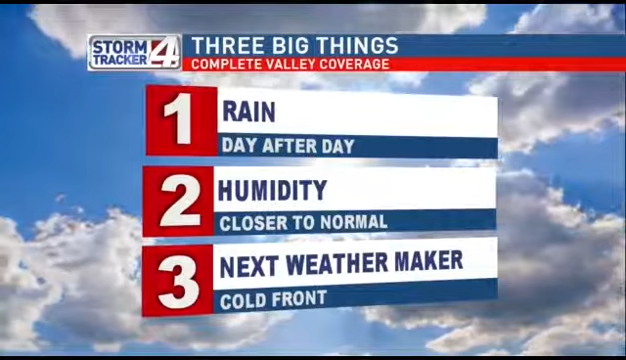 STORM
TRACKER 4
THREE BIG THINGS
COMPLETE VALLEY COVERAGE
1
RAIN
DAY AFTER DAY
2
HUMIDITY
CLOSER TO NORMAL
3
NEXT WEATHER MAKER
COLD FRONT